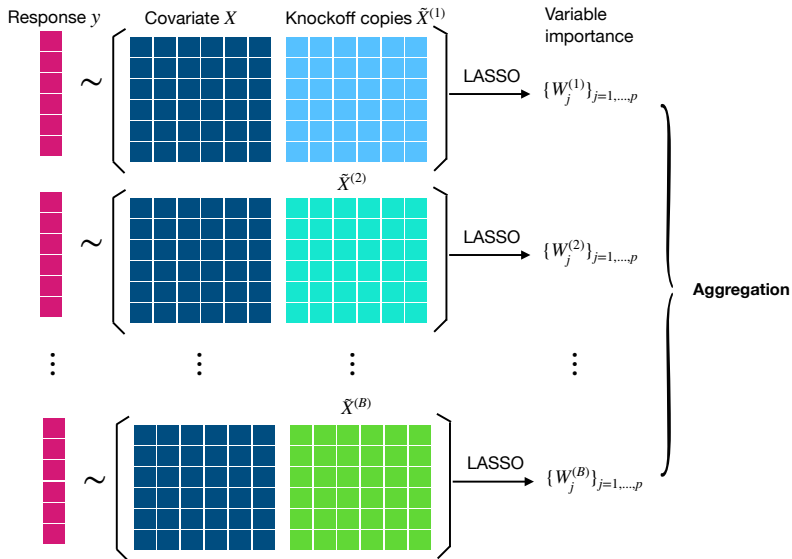 Response y Covariate X Knockoff copies X̃⁽¹⁾ Variable
importance
~ LASSO {W_j⁽¹⁾}_{j=1,...,p}
X̃⁽²⁾
~ LASSO {W_j⁽²⁾}_{j=1,...,p}
Aggregation
⋮ ⋮ ⋮ ⋮
X̃⁽ᴮ⁾
~ LASSO {W_j⁽ᴮ⁾}_{j=1,...,p}